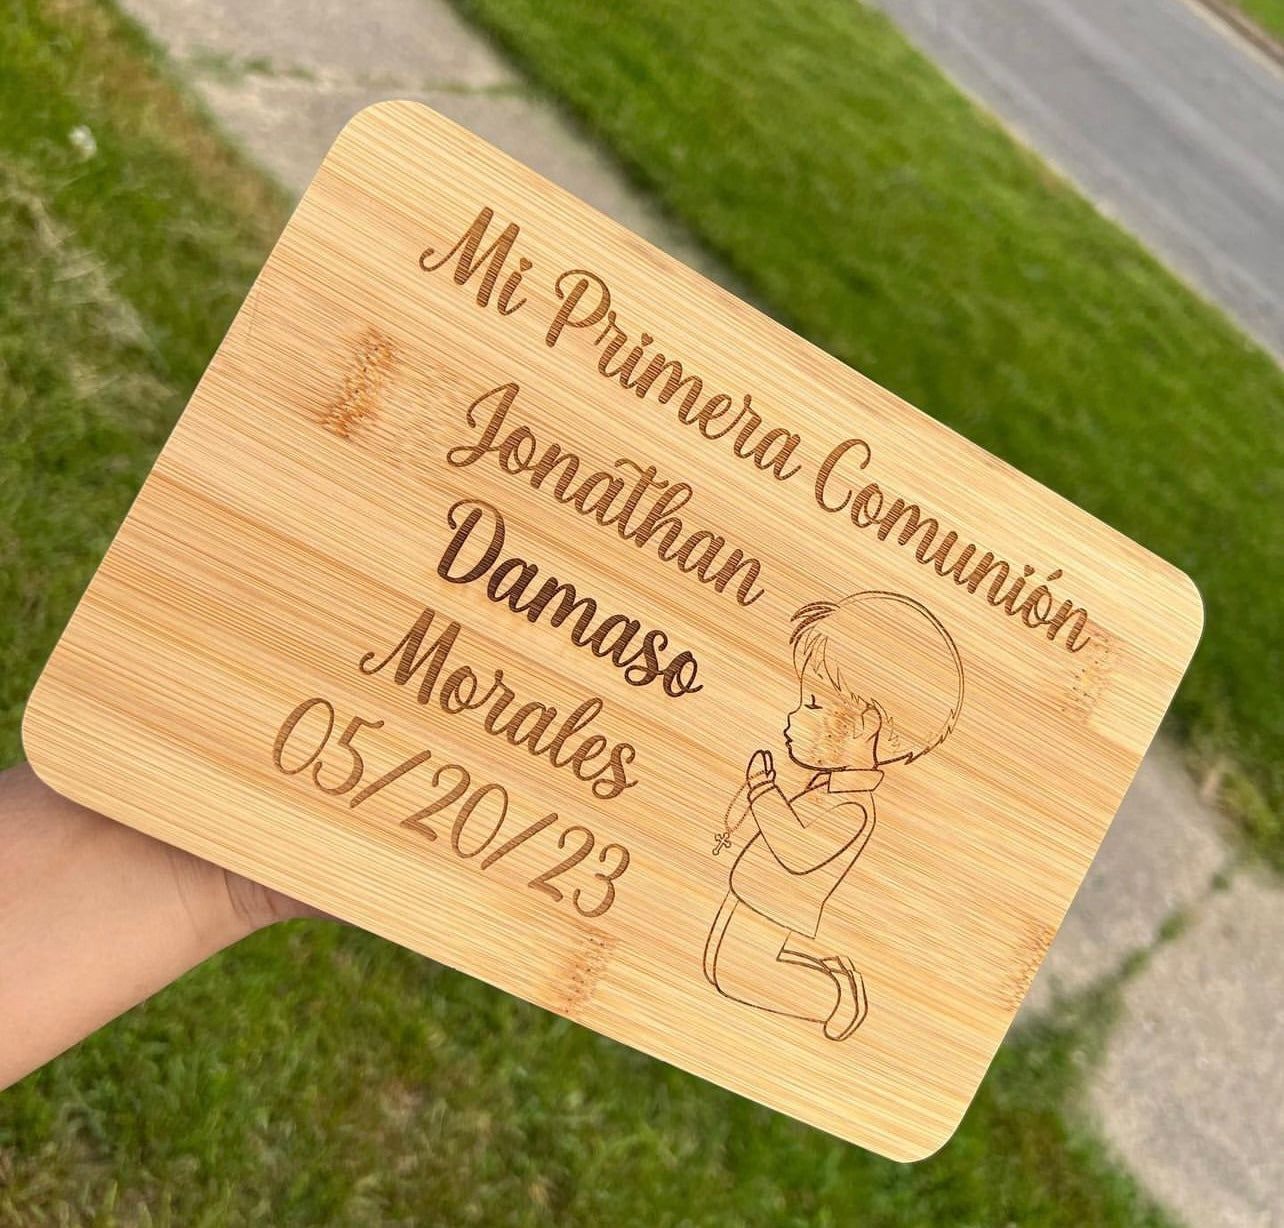 Mi Primera Comunión
Jonathan
Damaso
Morales
05/20/23